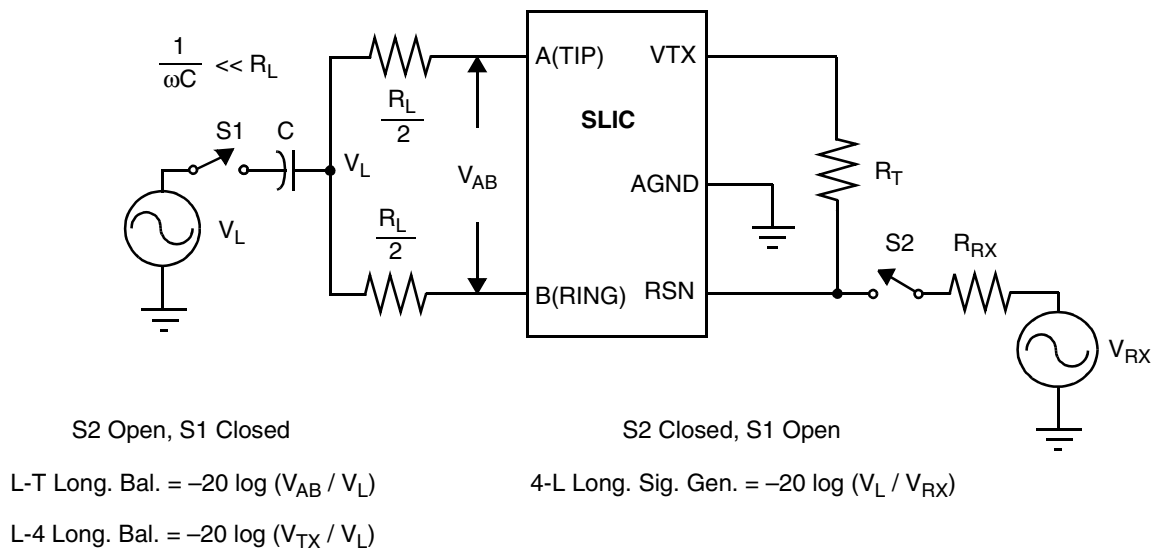 1
ωC
<< R_L
S1
C
V_L
V_L
R_L
2
R_L
2
V_AB
A(TIP)
VTX
SLIC
AGND
B(RING)
RSN
R_T
S2
R_RX
V_RX
S2 Open, S1 Closed
S2 Closed, S1 Open
L-T Long. Bal. = –20 log (V_AB / V_L)
4-L Long. Sig. Gen. = –20 log (V_L / V_RX)
L-4 Long. Bal. = –20 log (V_TX / V_L)